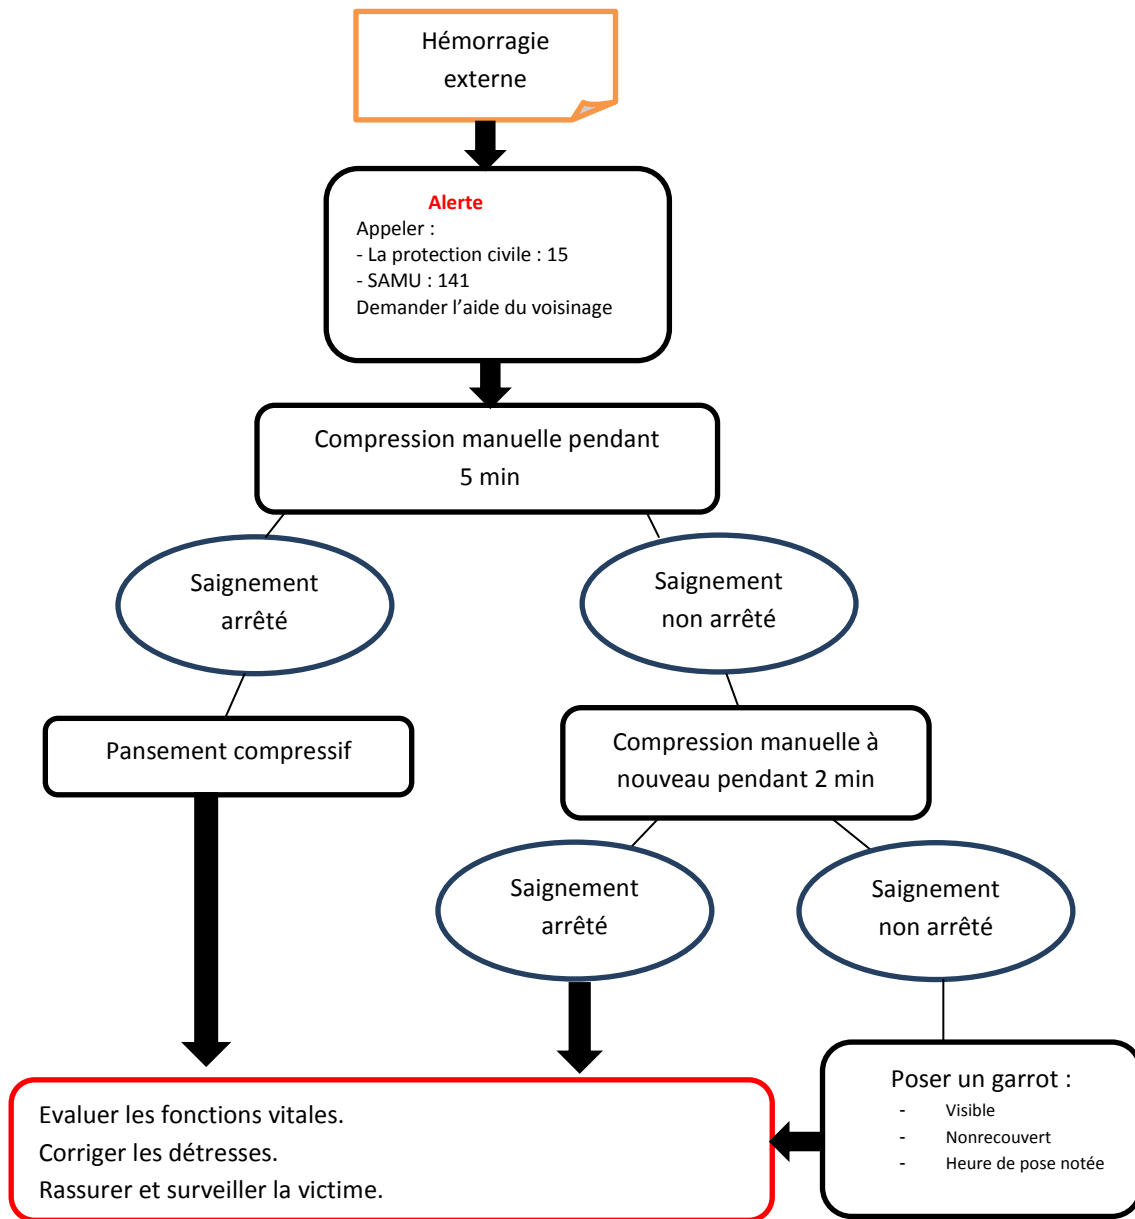 Hémorragie
externe
Alerte
Appeler :
- La protection civile : 15
- SAMU : 141
Demander l’aide du voisinage
Compression manuelle pendant
5 min
Saignement
arrêté
Saignement
non arrêté
Pansement compressif
Compression manuelle à
nouveau pendant 2 min
Saignement
arrêté
Saignement
non arrêté
Poser un garrot :
- Visible
- Nonrecouvert
- Heure de pose notée
Evaluer les fonctions vitales.
Corriger les détresses.
Rassurer et surveiller la victime.